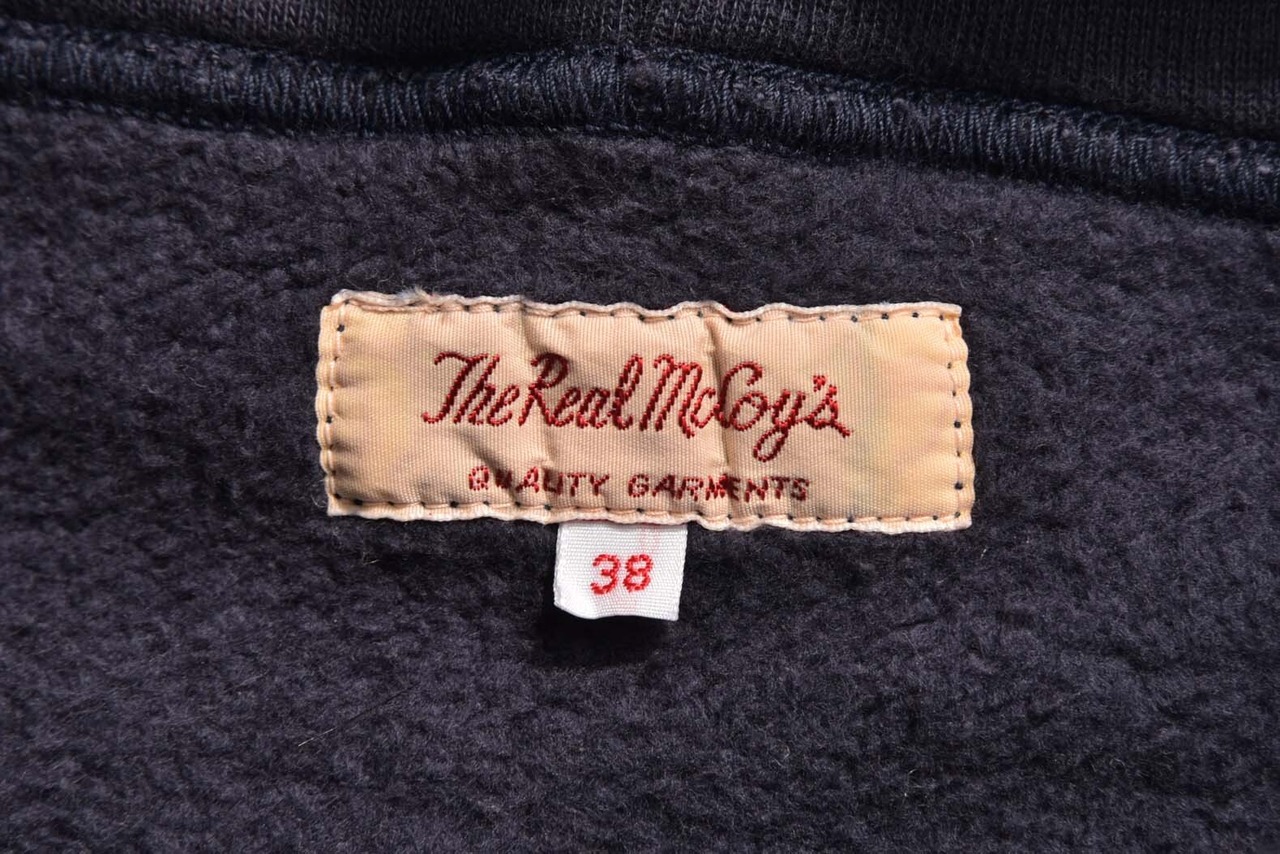 The Real McCoy's
QUALITY GARMENTS
38